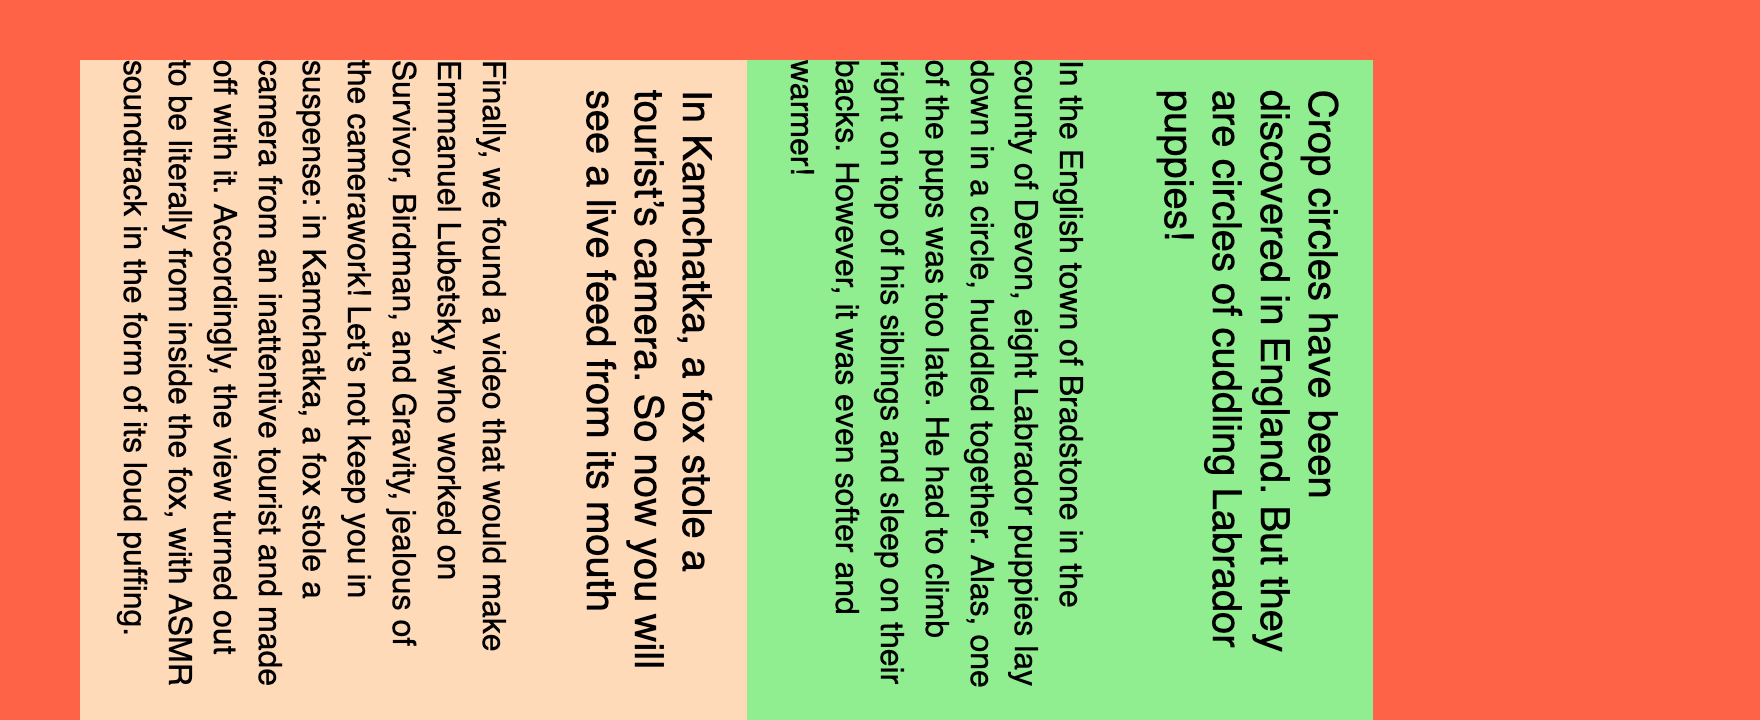 Crop circles have been
discovered in England. But they
are circles of cuddling Labrador
puppies!
In the English town of Bradstone in the
county of Devon, eight Labrador puppies lay
down in a circle, huddled together. Alas, one
of the pups was too late. He had to climb
right on top of his siblings and sleep on their
backs. However, it was even softer and
warmer!
In Kamchatka, a fox stole a
tourist’s camera. So now you will
see a live feed from its mouth
Finally, we found a video that would make
Emmanuel Lubetsky, who worked on
Survivor, Birdman, and Gravity, jealous of
the camerawork! Let’s not keep you in
suspense: in Kamchatka, a fox stole a
camera from an inattentive tourist and made
off with it. Accordingly, the view turned out
to be literally from inside the fox, with ASMR
soundtrack in the form of its loud puffing.